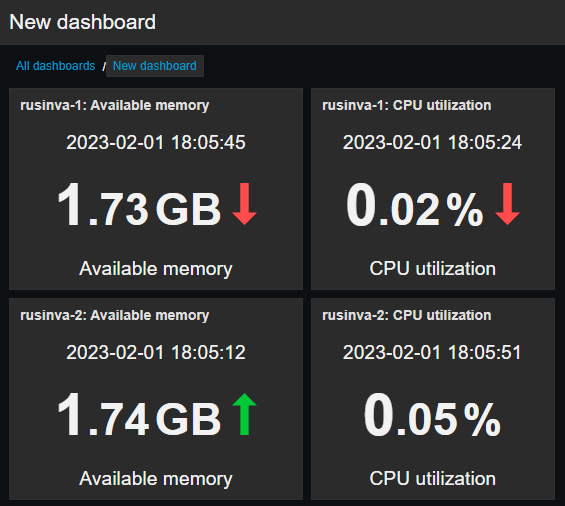 New dashboard
All dashboards / New dashboard
rusinva-1: Available memory
2023-02-01 18:05:45
1.73 GB
Available memory
rusinva-1: CPU utilization
2023-02-01 18:05:24
0.02 %
CPU utilization
rusinva-2: Available memory
2023-02-01 18:05:12
1.74 GB
Available memory
rusinva-2: CPU utilization
2023-02-01 18:05:51
0.05 %
CPU utilization